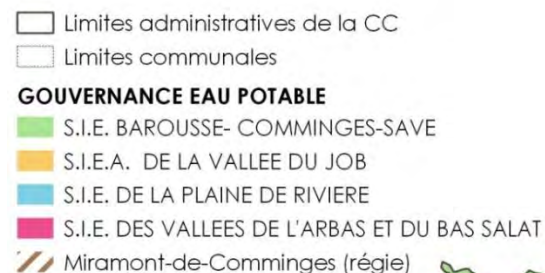 Limites administratives de la CC
Limites communales
GOUVERNANCE EAU POTABLE
S.I.E. BAROUSSE- COMMINGES-SAVE
S.I.E.A. DE LA VALLEE DU JOB
S.I.E. DE LA PLAINE DE RIVIERE
S.I.E. DES VALLEES DE L'ARBAS ET DU BAS SALAT
Miramont-de-Comminges (régie)